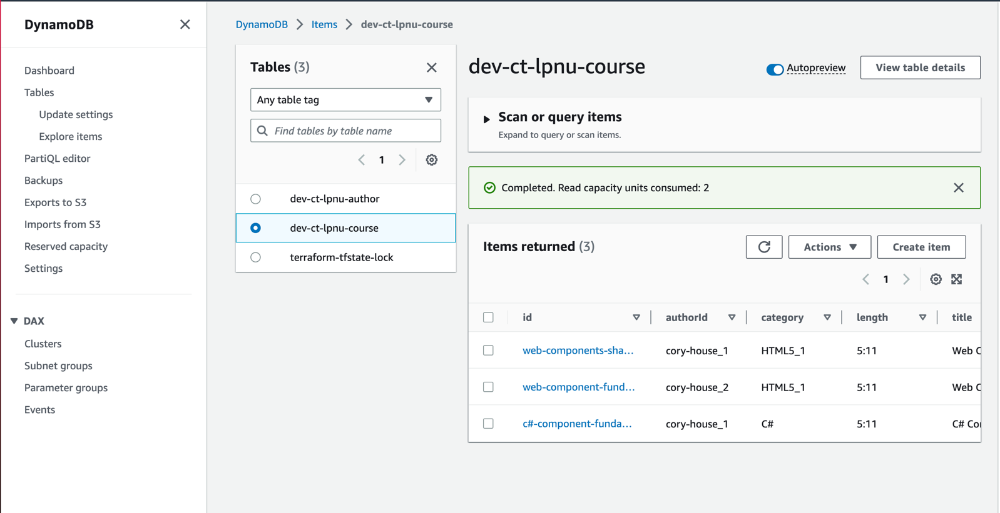 DynamoDB
Dashboard
Tables
Update settings
Explore items
PartiQL editor
Backups
Exports to S3
Imports from S3
Reserved capacity
Settings
DAX
Clusters
Subnet groups
Parameter groups
Events
DynamoDB Items dev-ct-lpnu-course
Tables (3)
Any table tag
Find tables by table name
1
dev-ct-lpnu-author
dev-ct-lpnu-course
terraform-tfstate-lock
dev-ct-lpnu-course
Autopreview
View table details
Scan or query items
Expand to query or scan items.
Completed. Read capacity units consumed: 2
Items returned (3)
Actions
Create item
1
id authorId category length title
web-components-sha... cory-house_1 HTML5_1 5:11 Web C
web-component-fund... cory-house_2 HTML5_1 5:11 Web C
c#-component-funda... cory-house_1 C# 5:11 C# Co